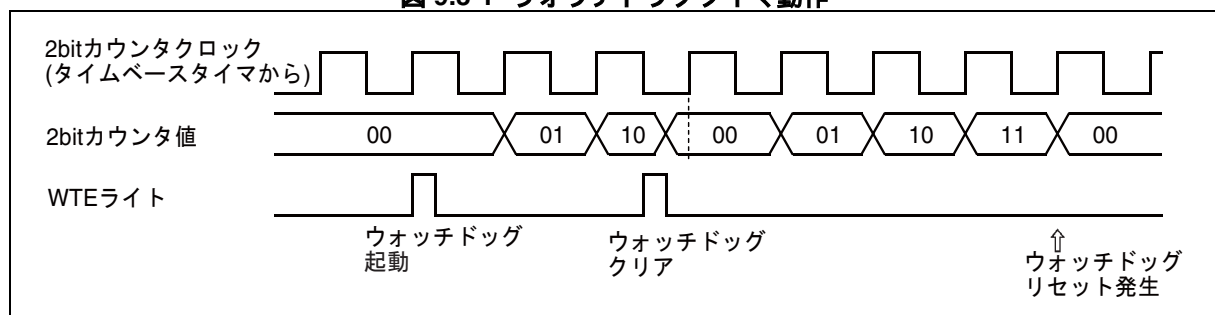 2bitカウンタクロック
(タイムベースタイマから)
2bitカウンタ値
00 01 10 00 01 10 11 00
WTEライト
ウォッチドッグ
起動
ウォッチドッグ
クリア
⇧
ウォッチドッグ
リセット発生